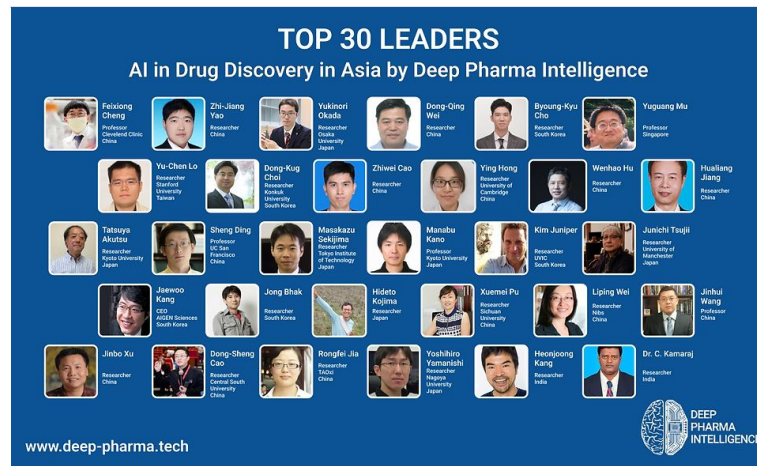 TOP 30 LEADERS
AI in Drug Discovery in Asia by Deep Pharma Intelligence
Feixiong
Cheng
Professor
Clevelend Clinic
China
Zhi-Jiang
Yao
Researcher
China
Yukinori
Okada
Researcher
Osaka
University
Japan
Dong-Qing
Wei
Researcher
China
Byoung-Kyu
Cho
Researcher
South Korea
Yuguang Mu
Professor
Singapore
Yu-Chen Lo
Researcher
Stanford
University
Taiwan
Dong-Kug
Choi
Researcher
Konkuk
University
South Korea
Zhiwei Cao
Researcher
China
Ying Hong
Researcher
University of
Cambridge
China
Wenhao Hu
Researcher
China
Hualiang
Jiang
Researcher
China
Tatsuya
Akutsu
Researcher
Kyoto University
Japan
Sheng Ding
Professor
UC San
Francisco
China
Masakazu
Sekijima
Researcher
Tokyo Institute
of Technology
Japan
Manabu
Kano
Professor
Kyoto University
Japan
Kim Juniper
Researcher
UVIC
South Korea
Junichi Tsujii
Researcher
University of
Manchester
Japan
Jaewoo
Kang
CEO
AIGEN Sciences
South Korea
Jong Bhak
Researcher
South Korea
Hideto
Kojima
Researcher
Japan
Xuemei Pu
Researcher
Sichuan
University
China
Liping Wei
Researcher
Nibs
China
Jinhui
Wang
Professor
China
Jinbo Xu
Researcher
China
Dong-Sheng
Cao
Researcher
Central South
University
China
Rongfei Jia
Researcher
TAOxi
China
Yoshihiro
Yamanishi
Researcher
Nagoya
University
Japan
Heonjoong
Kang
Researcher
India
Dr. C. Kamaraj
Researcher
India
www.deep-pharma.tech
DEEP
PHARMA
INTELLIGENCE